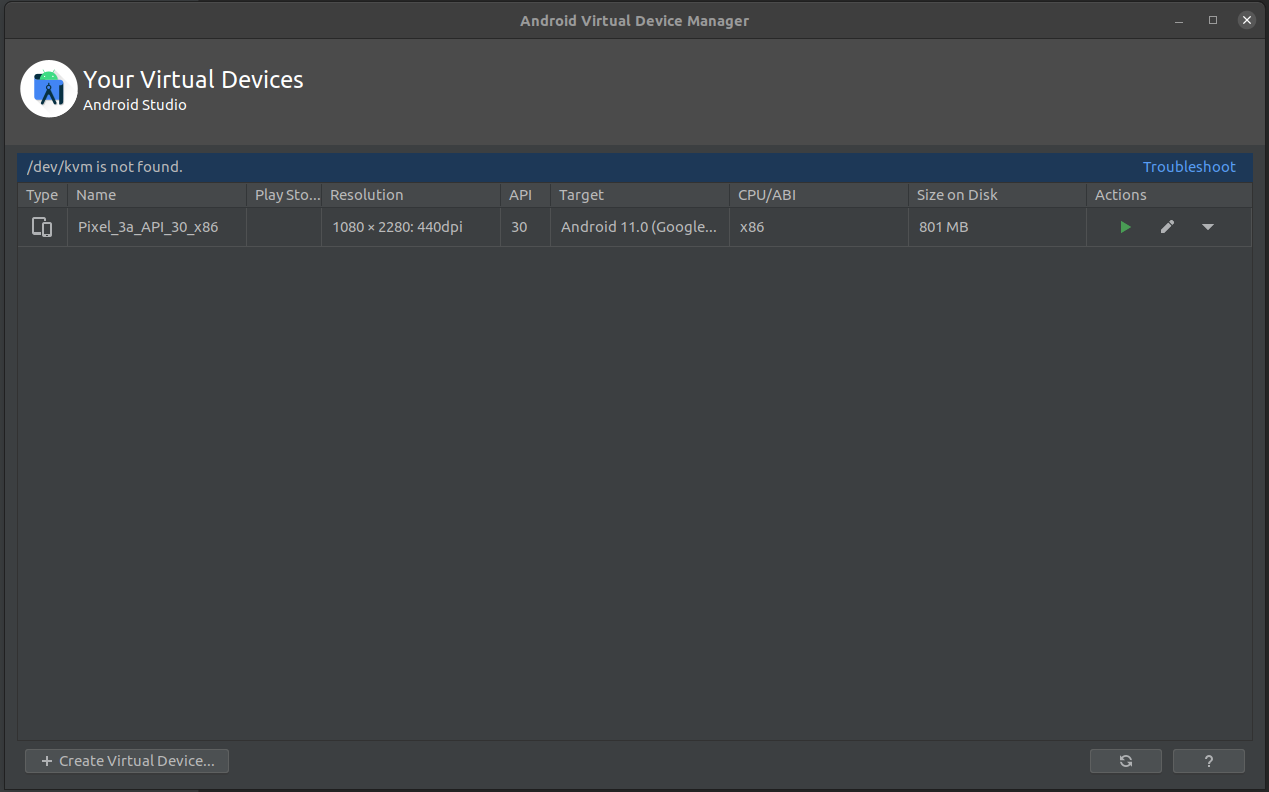 Android Virtual Device Manager
Your Virtual Devices
Android Studio
/dev/kvm is not found. Troubleshoot
Type Name Play Sto... Resolution API Target CPU/ABI Size on Disk Actions
Pixel_3a_API_30_x86 1080 × 2280: 440dpi 30 Android 11.0 (Google... x86 801 MB
+ Create Virtual Device... ?